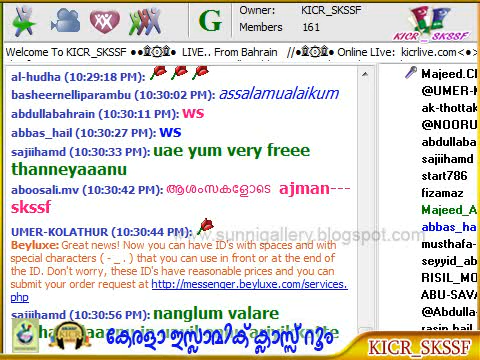 Owner: KICR_SKSSF
Members 161
G
KICR_SKSSF
Welcome To KICR_SSKF LIVE.. From Bahrain Online Live: kicrlive.com
al-hudha (10:29:18 PM):
basheernelliparambu (10:30:02 PM): assalamualaikum
abdullabahrain (10:30:11 PM): ws
abbas_hail (10:30:27 PM): ws
sajiihamd (10:30:33 PM): uae yum very freee
thanneyaaanu
aboosali.mv (10:30:42 PM): ആശംസകളോടെ ajman---
skssf
UMER-KOLATHUR (10:30:44 PM):
www.sunnigallery.blogspot.com
Beyluxe: Great news! Now you can have ID's with spaces and with
special characters ( - _ . ) that you can use in front or at the end of
the ID. Don't worry, these ID's have reasonable prices and you can
submit your order request at http://messenger.beyluxe.com/services.
php
sajiihamd (10:30:56 PM): nanglum valare
Majeed.C
@UMER-
ak-thottak
@NOORU
abdullaba
sajiihamd
start786
fizamaz
Majeed_A
abbas_hai
musthafa-
seyyid_ab
RISIL_MO
ABU-SAVA
@Abdulla-
rasin_hail
കേരളാ ഇസ്ലാമിക് ക്ലാസ്സ് റൂം
KICR_SKSSF